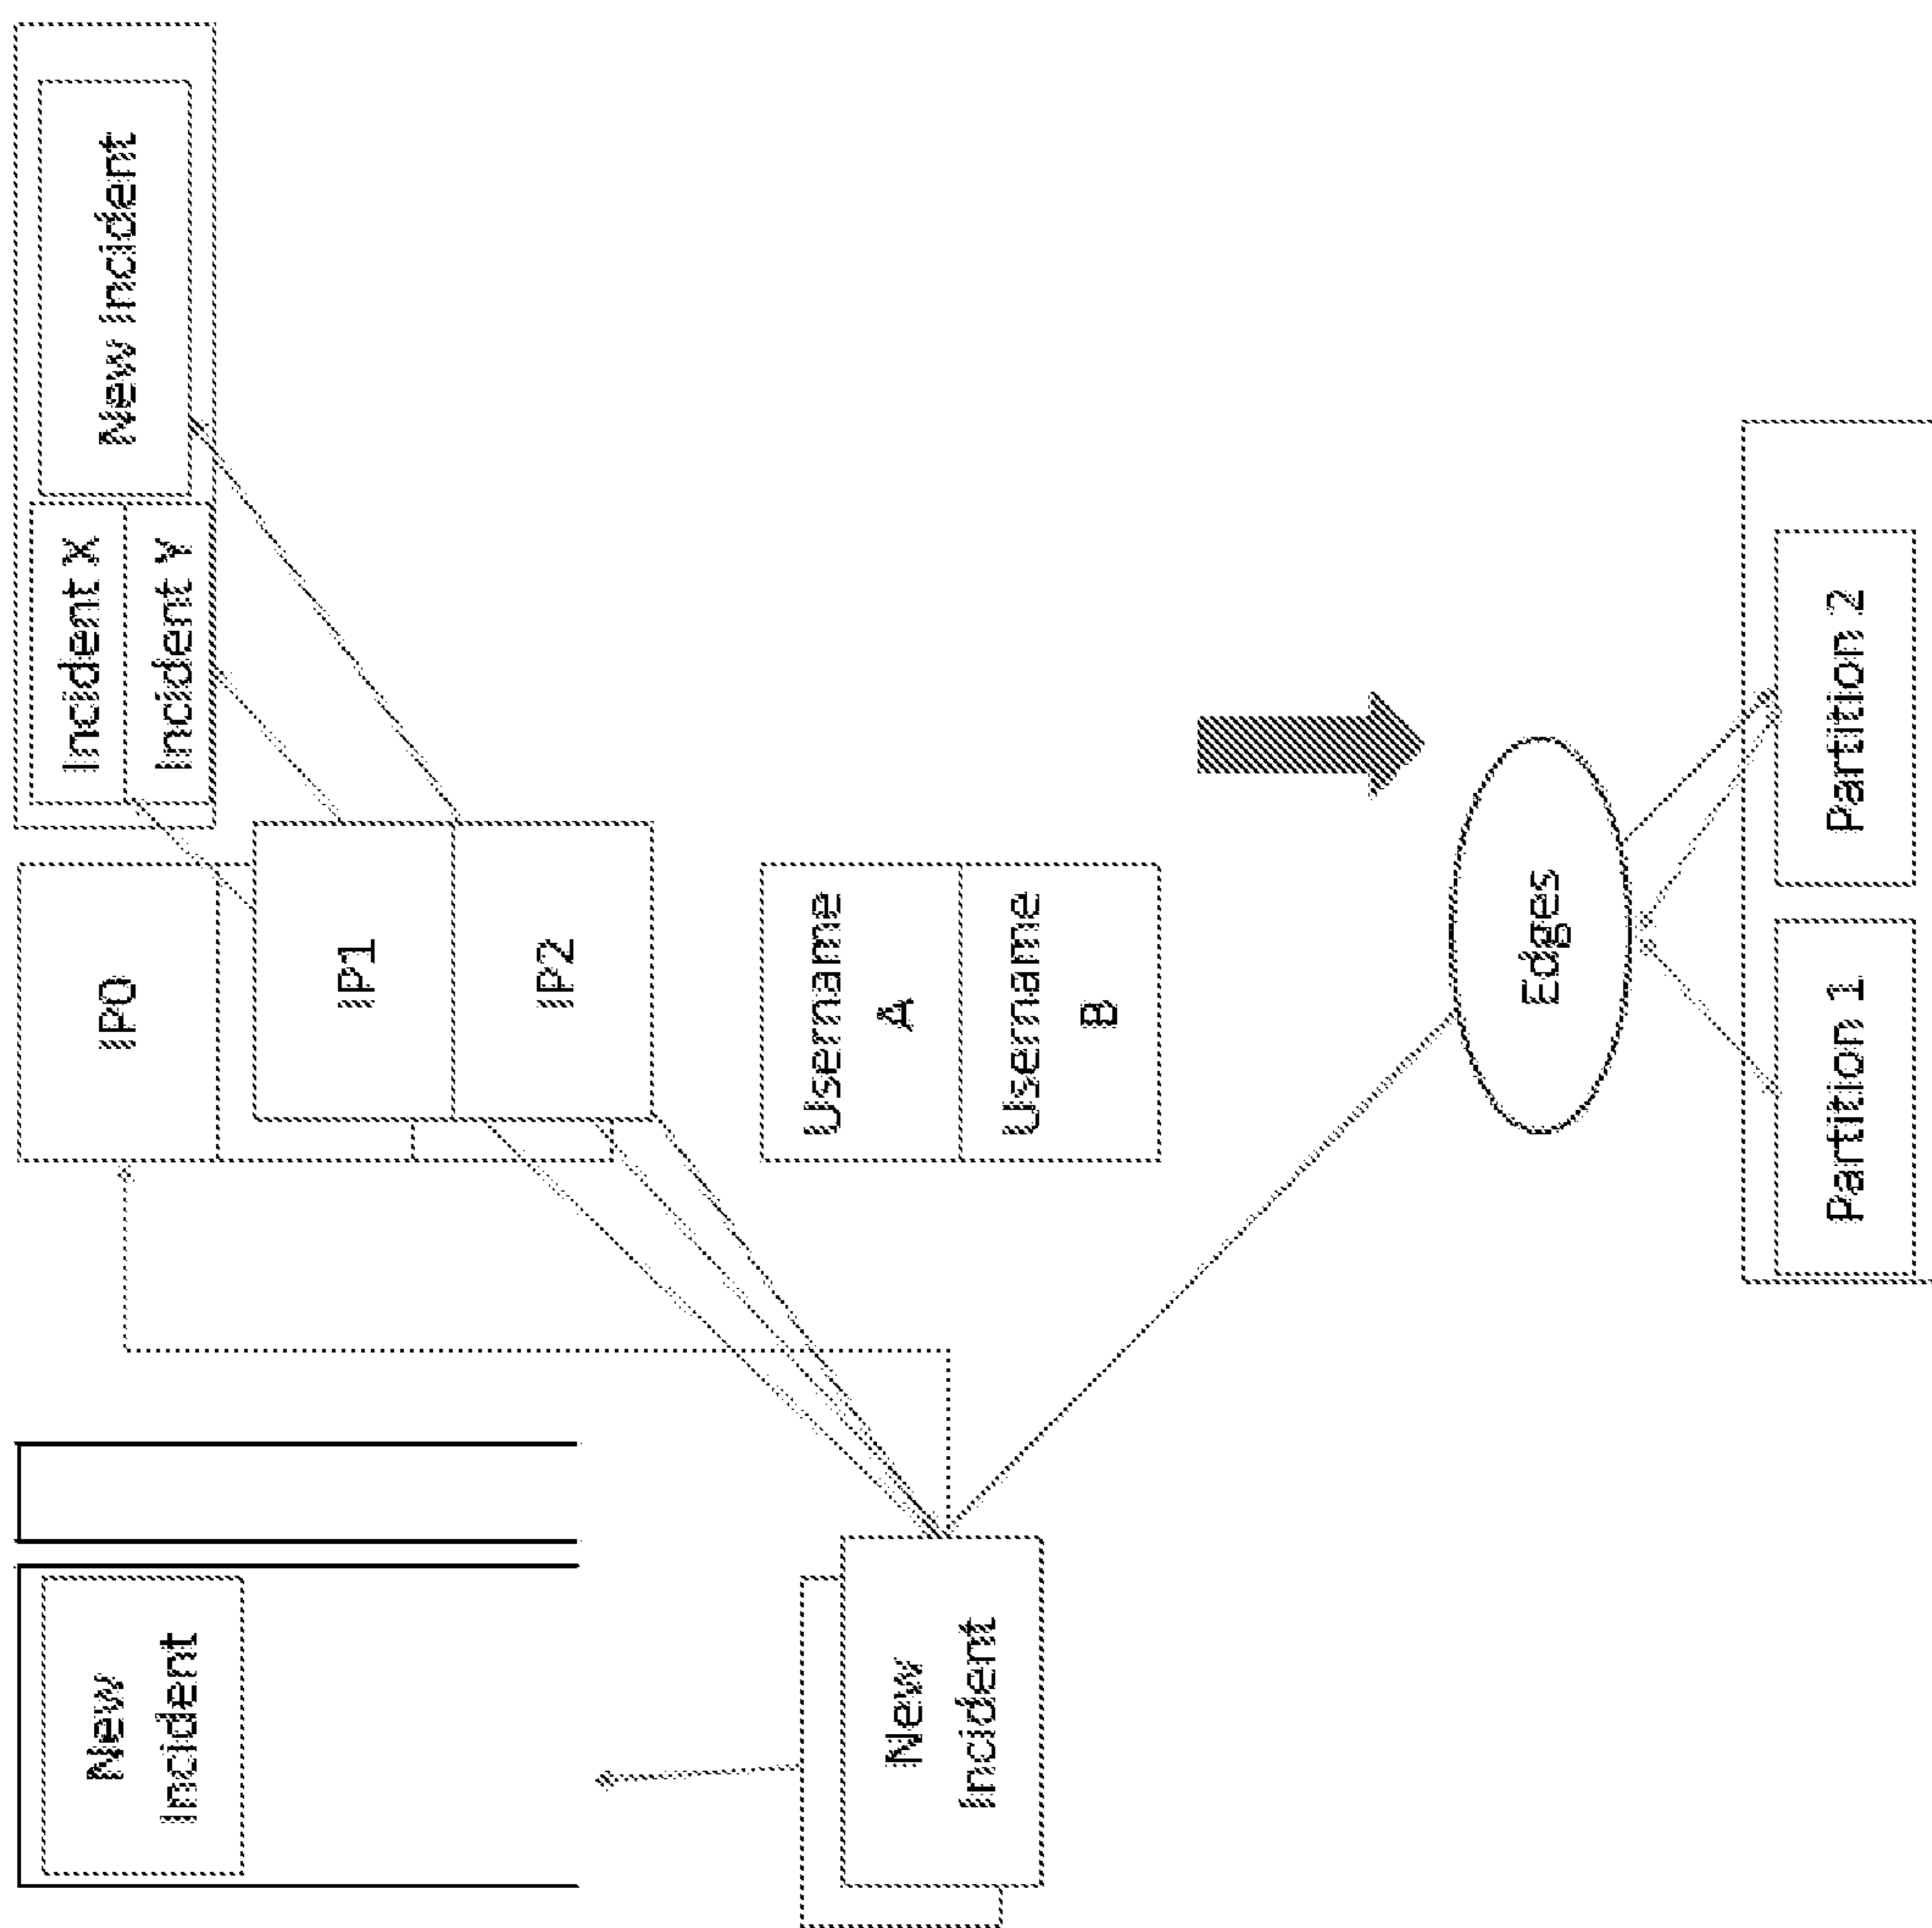 New
Incident
IP0
Incident X
Incident Y
New Incident
IP1
IP2
Username
A
Username
B
New
Incident
Edges
Partition 1
Partition 2